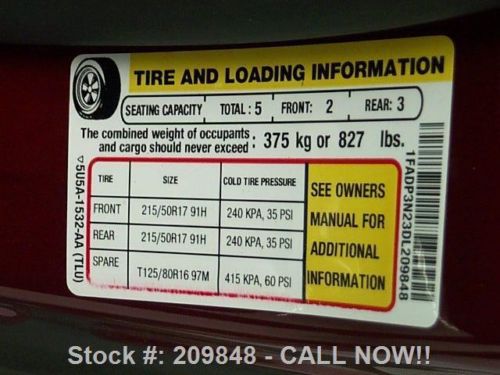 TIRE AND LOADING INFORMATION
SEATING CAPACITY TOTAL : 5 FRONT: 2 REAR: 3
The combined weight of occupants
and cargo should never exceed : 375 kg or 827 lbs.
TIRE SIZE COLD TIRE PRESSURE
FRONT 215/50R17 91H 240 KPA, 35 PSI
REAR 215/50R17 91H 240 KPA, 35 PSI
SPARE T125/80R16 97M 415 KPA, 60 PSI
SEE OWNERS
MANUAL FOR
ADDITIONAL
INFORMATION
5U5A-1532-AA (TLU)
1FADP3N23DL209848
Stock #: 209848 - CALL NOW!!